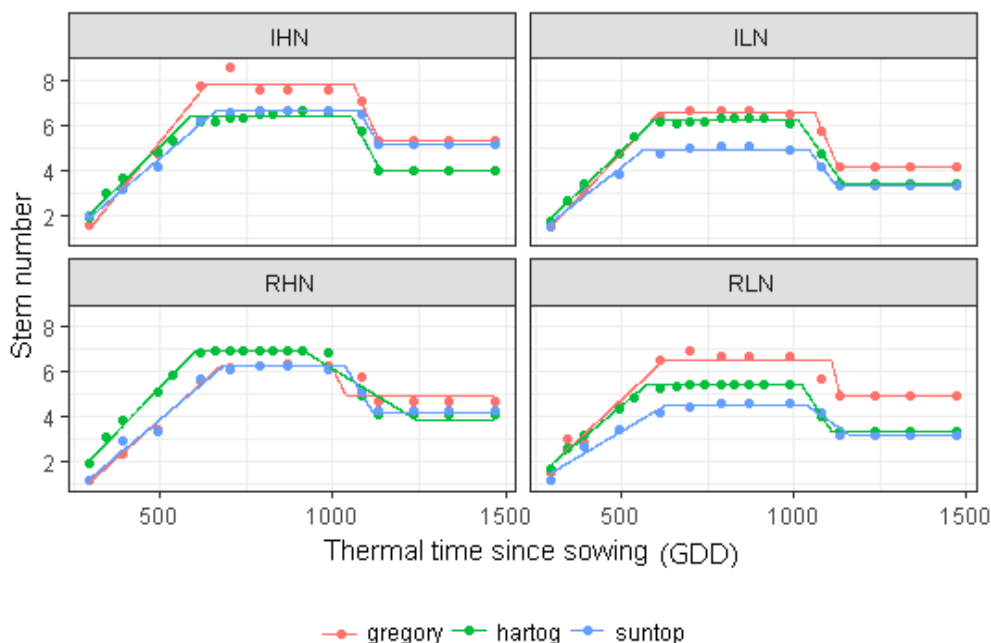 IHN ILN
8
6
4
2
RHN RLN
8
6
4
2
Stem number
500 1000 1500 500 1000 1500
Thermal time since sowing (GDD)
gregory hartog suntop